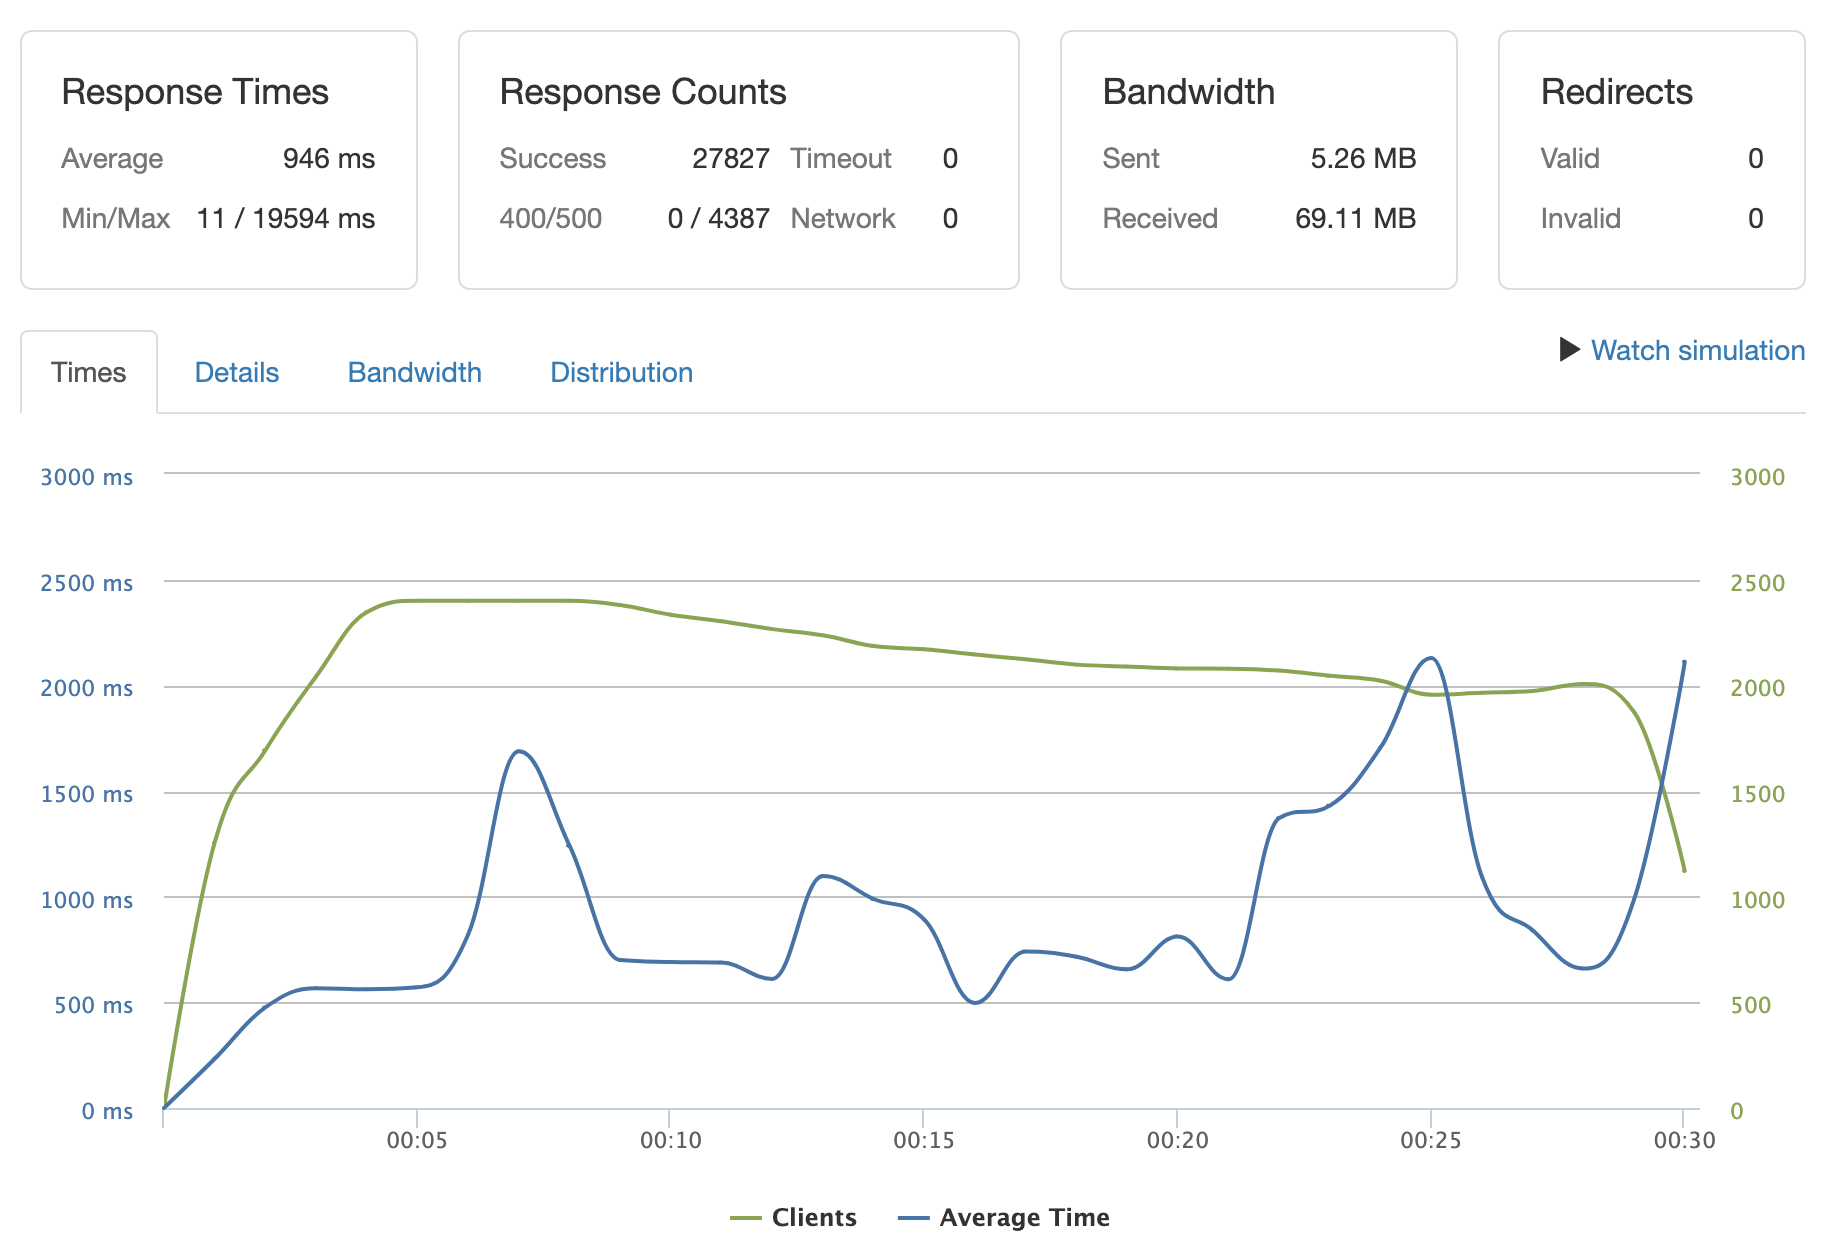 Response Times
Average 946 ms
Min/Max 11 / 19594 ms
Response Counts
Success 27827 Timeout 0
400/500 0 / 4387 Network 0
Bandwidth
Sent 5.26 MB
Received 69.11 MB
Redirects
Valid 0
Invalid 0
Times Details Bandwidth Distribution
Watch simulation
3000 ms 3000
2500 ms 2500
2000 ms 2000
1500 ms 1500
1000 ms 1000
500 ms 500
0 ms 0
00:05 00:10 00:15 00:20 00:25 00:30
Clients Average Time